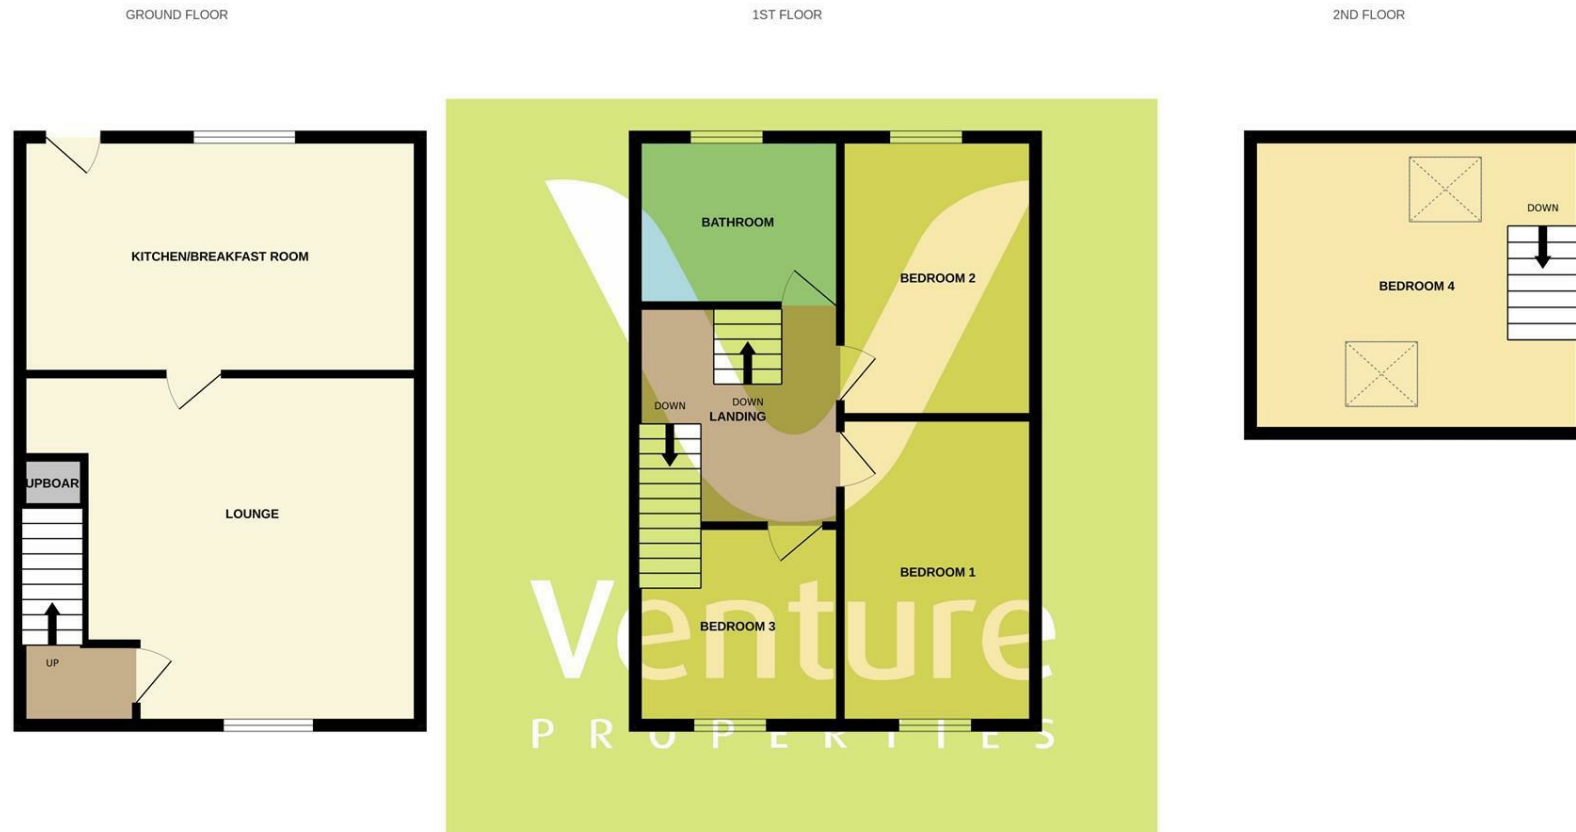 GROUND FLOOR
1ST FLOOR
2ND FLOOR
KITCHEN/BREAKFAST ROOM
UPBOAR
LOUNGE
UP
BATHROOM
BEDROOM 2
DOWN
DOWN
LANDING
BEDROOM 1
BEDROOM 3
Venture
PROPERTIES
DOWN
BEDROOM 4